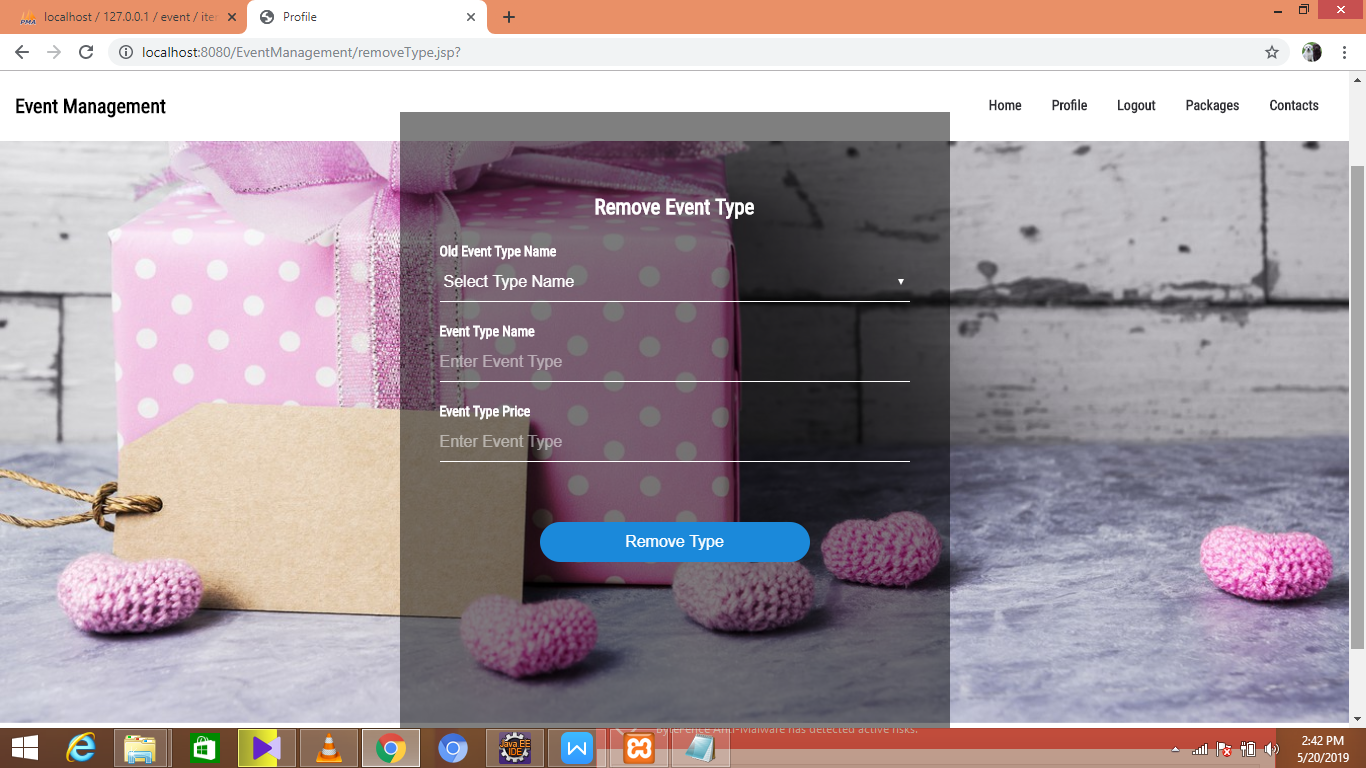 PMA localhost / 127.0.0.1 / event / iter
Profile
localhost:8080/EventManagement/removeType.jsp?
Event Management
Home Profile Logout Packages Contacts
Remove Event Type
Old Event Type Name
Select Type Name
Event Type Name
Enter Event Type
Event Type Price
Enter Event Type
Remove Type
ByteFence Anti-Malware has detected active risks.
Java EE
IDE
W
2:42 PM
5/20/2019